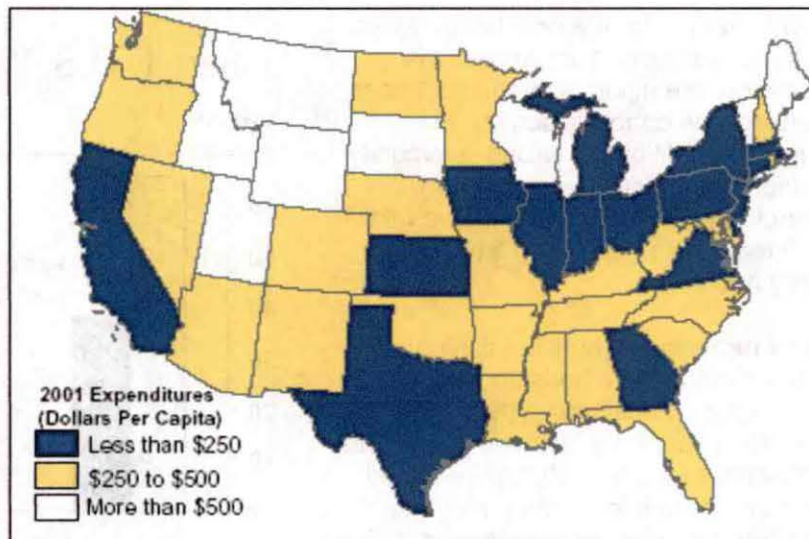 2001 Expenditures
(Dollars Per Capita)
Less than $250
$250 to $500
More than $500